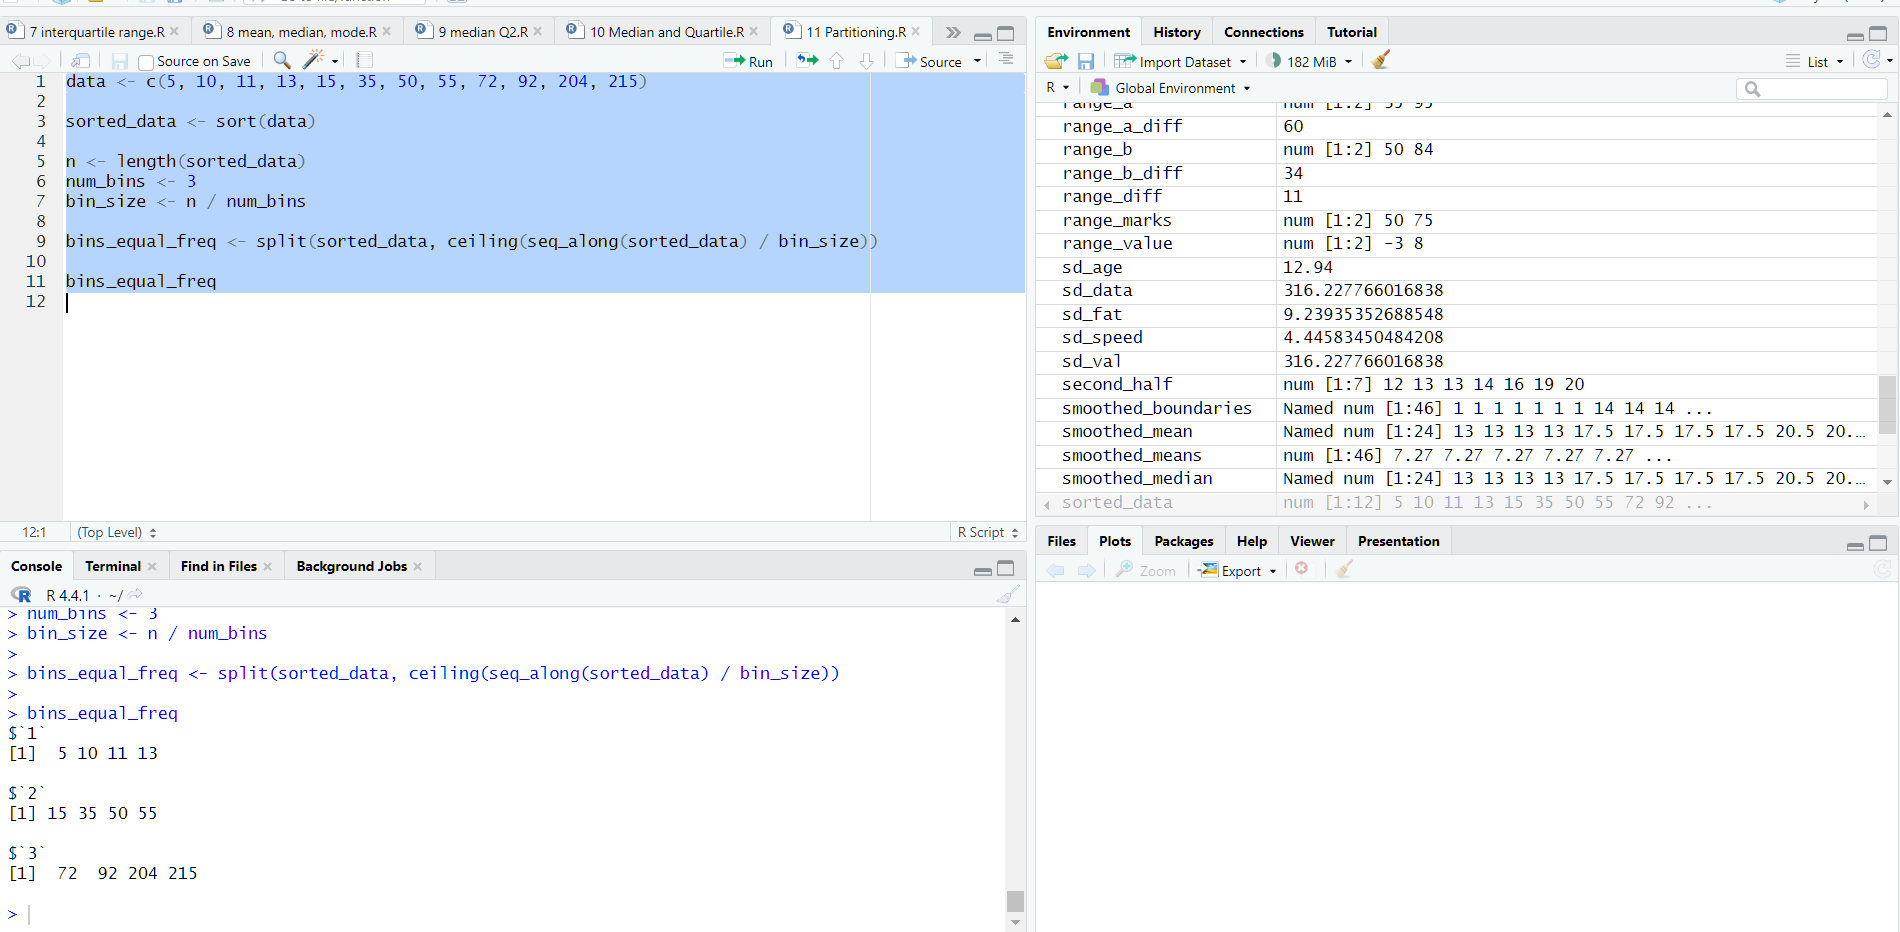 7 interquartile range.R
8 mean, median, mode.R
9 median Q2.R
10 Median and Quartile.R
11 Partitioning.R
Source on Save
Run
Source
1 data <- c(5, 10, 11, 13, 15, 35, 50, 55, 72, 92, 204, 215)
2
3 sorted_data <- sort(data)
4
5 n <- length(sorted_data)
6 num_bins <- 3
7 bin_size <- n / num_bins
8
9 bins_equal_freq <- split(sorted_data, ceiling(seq_along(sorted_data) / bin_size))
10
11 bins_equal_freq
12
12:1 (Top Level) R Script
Console Terminal Find in Files Background Jobs
R 4.4.1 · ~/
> num_bins <- 3
> bin_size <- n / num_bins
>
> bins_equal_freq <- split(sorted_data, ceiling(seq_along(sorted_data) / bin_size))
>
> bins_equal_freq
$`1`
[1]  5 10 11 13
$`2`
[1] 15 35 50 55
$`3`
[1]  72  92 204 215
>
Environment History Connections Tutorial
Import Dataset 182 MiB List
R Global Environment
range_a num [1:2] 35 95
range_a_diff 60
range_b num [1:2] 50 84
range_b_diff 34
range_diff 11
range_marks num [1:2] 50 75
range_value num [1:2] -3 8
sd_age 12.94
sd_data 316.227766016838
sd_fat 9.23935352688548
sd_speed 4.44583450484208
sd_val 316.227766016838
second_half num [1:7] 12 13 13 14 16 19 20
smoothed_boundaries Named num [1:46] 1 1 1 1 1 1 1 14 14 14 ...
smoothed_mean Named num [1:24] 13 13 13 13 17.5 17.5 17.5 17.5 20.5 20.…
smoothed_means num [1:46] 7.27 7.27 7.27 7.27 7.27 ...
smoothed_median Named num [1:24] 13 13 13 13 17.5 17.5 17.5 17.5 20.5 20.…
sorted_data num [1:12] 5 10 11 13 15 35 50 55 72 92 ...
Files Plots Packages Help Viewer Presentation
Zoom Export